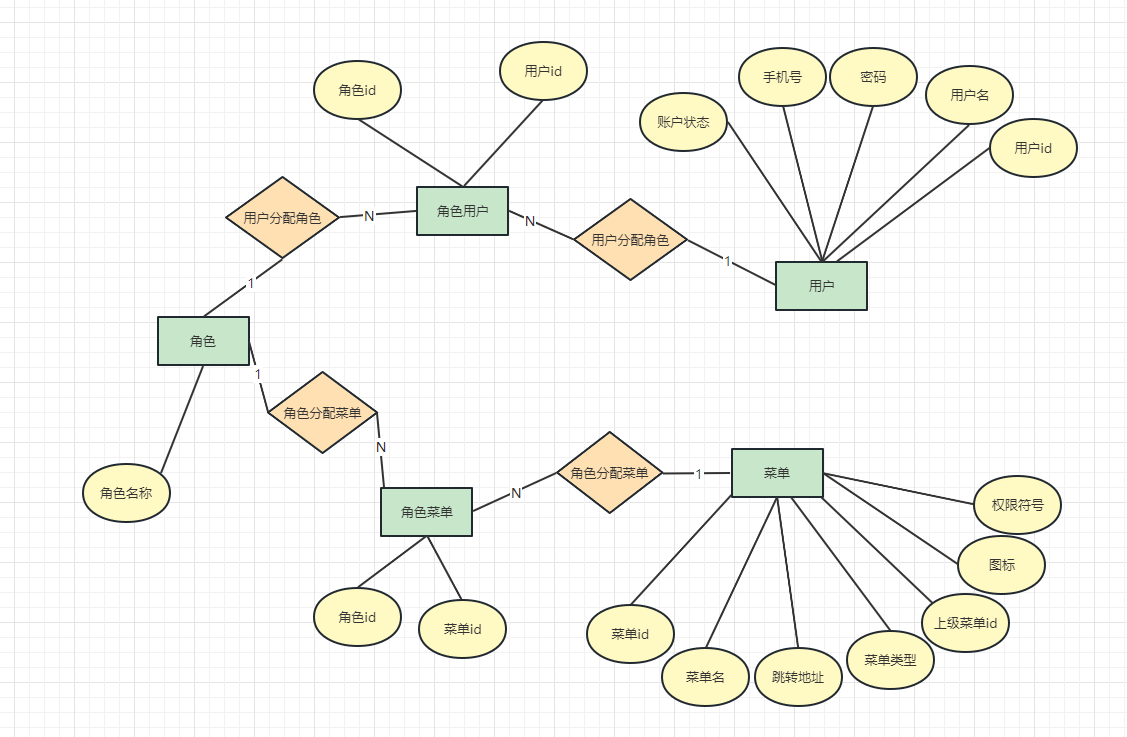 用户id
角色id
手机号
密码
用户名
账户状态
用户id
角色用户
用户分配角色
N
N
用户分配角色
1
1
用户
角色
1
角色分配菜单
N
角色分配菜单
1
菜单
N
角色名称
角色菜单
权限符号
图标
角色id
菜单id
菜单id
上级菜单id
菜单名
跳转地址
菜单类型